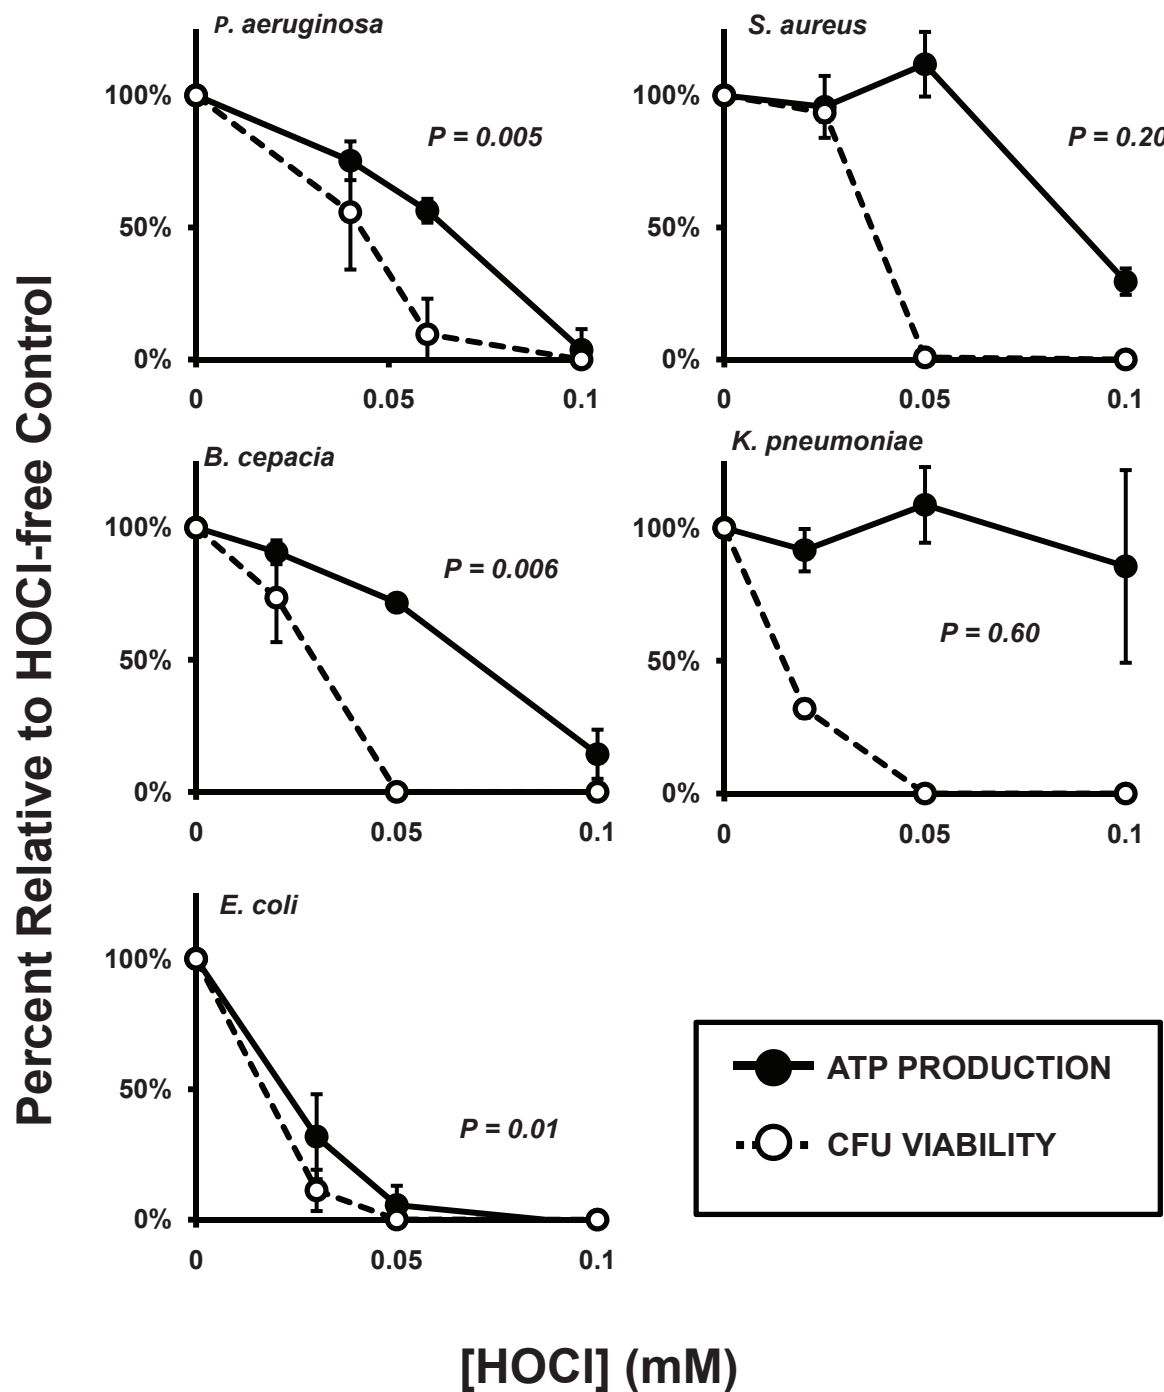 Percent Relative to HOCl-free Control
P. aeruginosa
100%
50%
0%
0
0.05
0.1
P = 0.005
S. aureus
100%
50%
0%
0
0.05
0.1
P = 0.20
B. cepacia
100%
50%
0%
0
0.05
0.1
P = 0.006
K. pneumoniae
100%
50%
0%
0
0.05
0.1
P = 0.60
E. coli
100%
50%
0%
0
0.05
0.1
P = 0.01
ATP PRODUCTION
CFU VIABILITY
[HOCl] (mM)